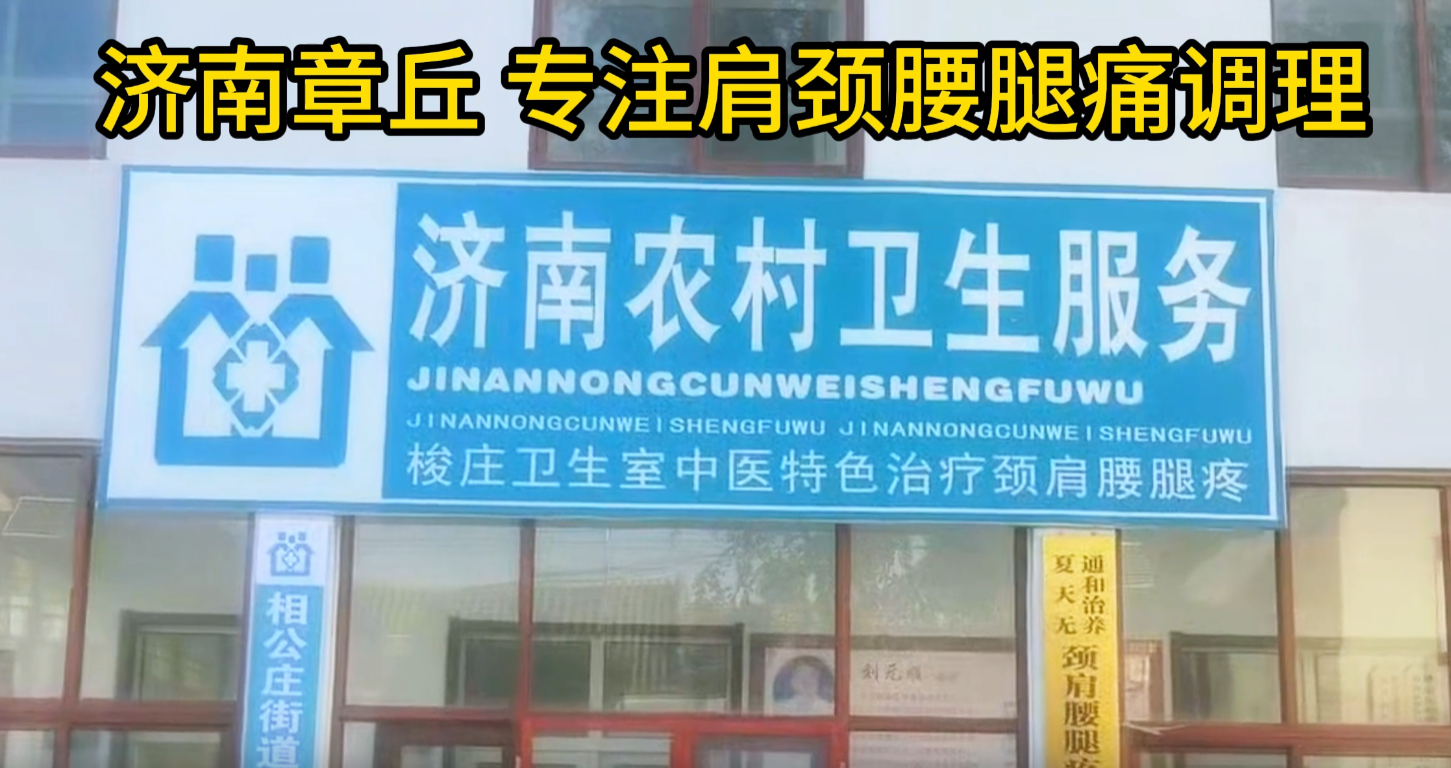 济南章丘 专注肩颈腰腿痛调理
济南农村卫生服务
JINANNONGCUNWEISHENGFUWU
JINANNONGCUNWEISHENGFUWU JINANNONGCUNWEISHENGFUWU
梭庄卫生室中医特色治疗颈肩腰腿疼
相公庄街道
通和治养
夏天无
颈肩腰腿疼